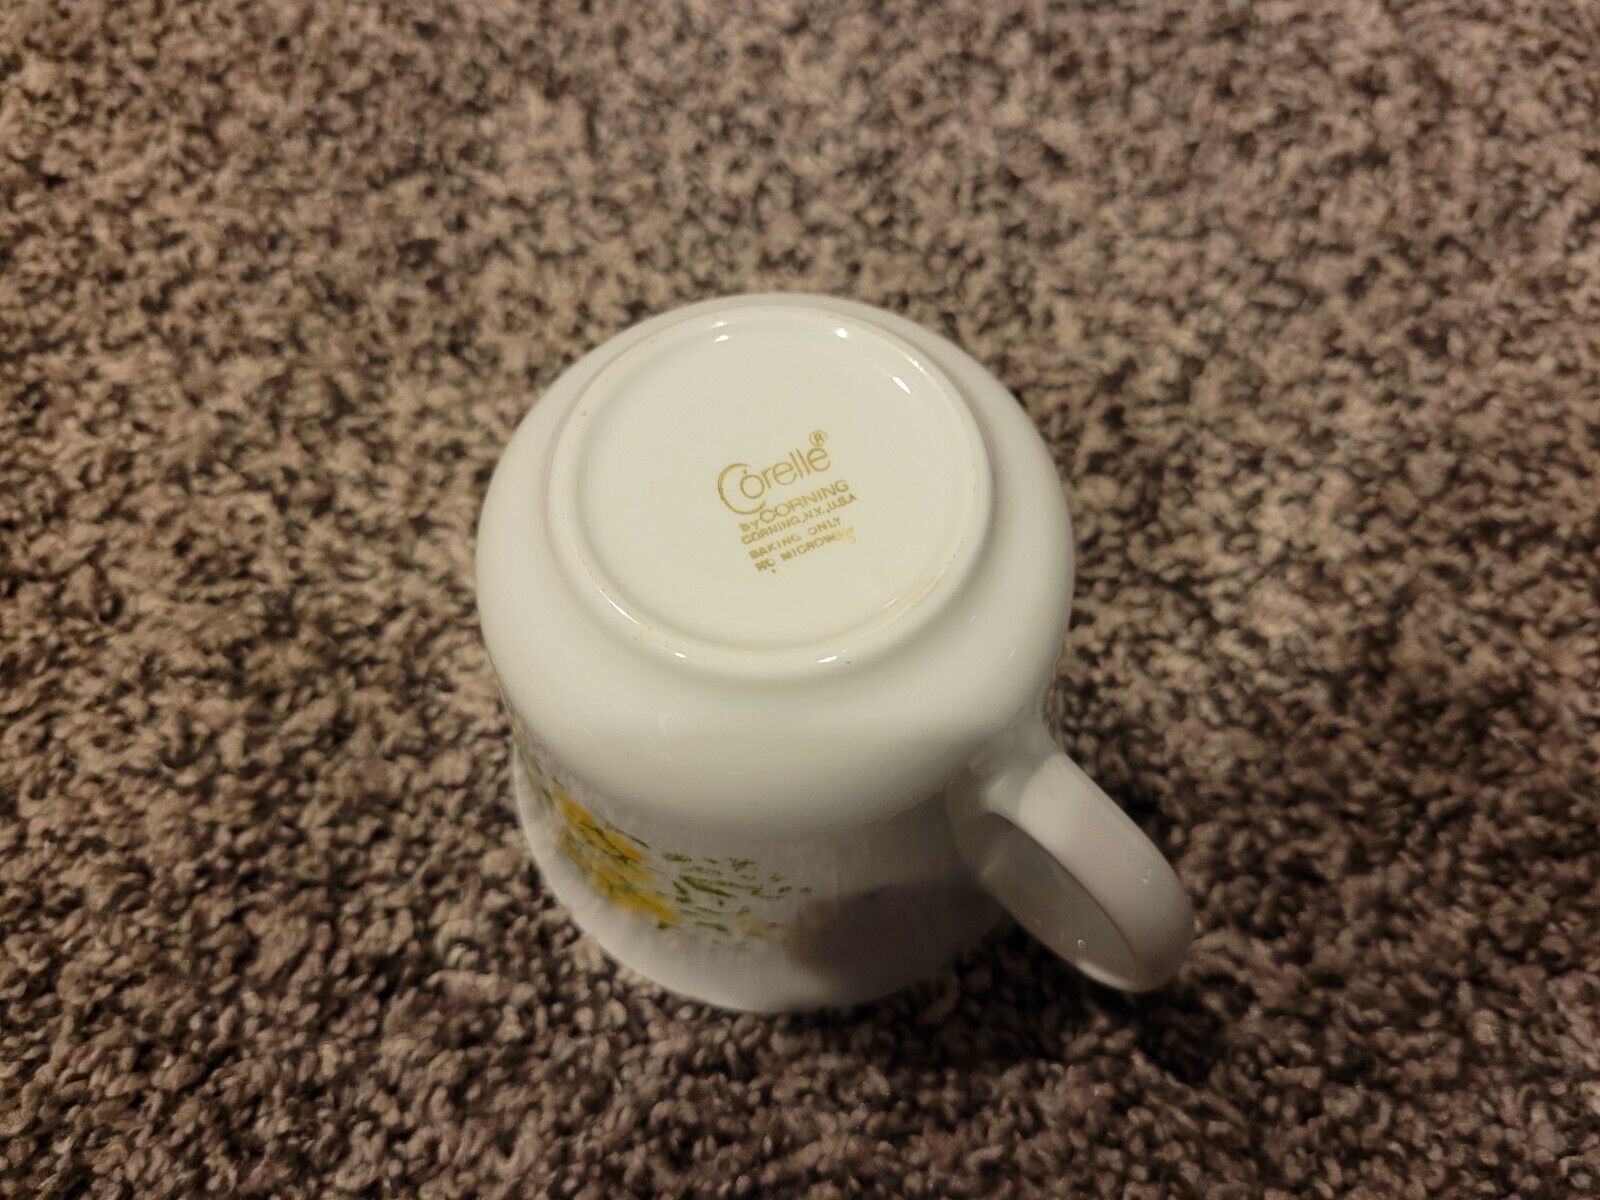 Corelle®
BY CORNING
CORNING, N.Y., U.S.A
BAKING ONLY
NO MICROWAVE